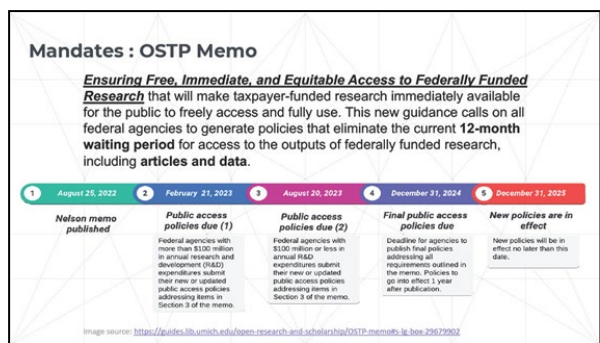 Mandates : OSTP Memo
Ensuring Free, Immediate, and Equitable Access to Federally Funded
Research that will make taxpayer-funded research immediately available
for the public to freely access and fully use. This new guidance calls on all
federal agencies to generate policies that eliminate the current 12-month
waiting period for access to the outputs of federally funded research,
including articles and data.
1 August 25, 2022
2 February 21, 2023
3 August 20, 2023
4 December 31, 2024
5 December 31, 2025
Nelson memo
published
Public access
policies due (1)
Federal agencies with
more than $100 million
in annual research and
development (R&D)
expenditures submit
their new or updated
public access policies
addressing items in
Section 3 of the memo.
Public access
policies due (2)
Federal agencies with
$100 million or less in
annual R&D
expenditures submit
their new or updated
public access policies
addressing items in
Section 3 of the memo.
Final public access
policies due
Deadline for agencies to
publish final policies
addressing all
requirements outlined in
the memo. Policies to
go into effect 1 year
after publication.
New policies are in
effect
New policies will be in
effect no later than this
date.
Image source: https://guides.lib.umich.edu/open-research-and-scholarship/OSTP-memo#s-lg-box-29679902